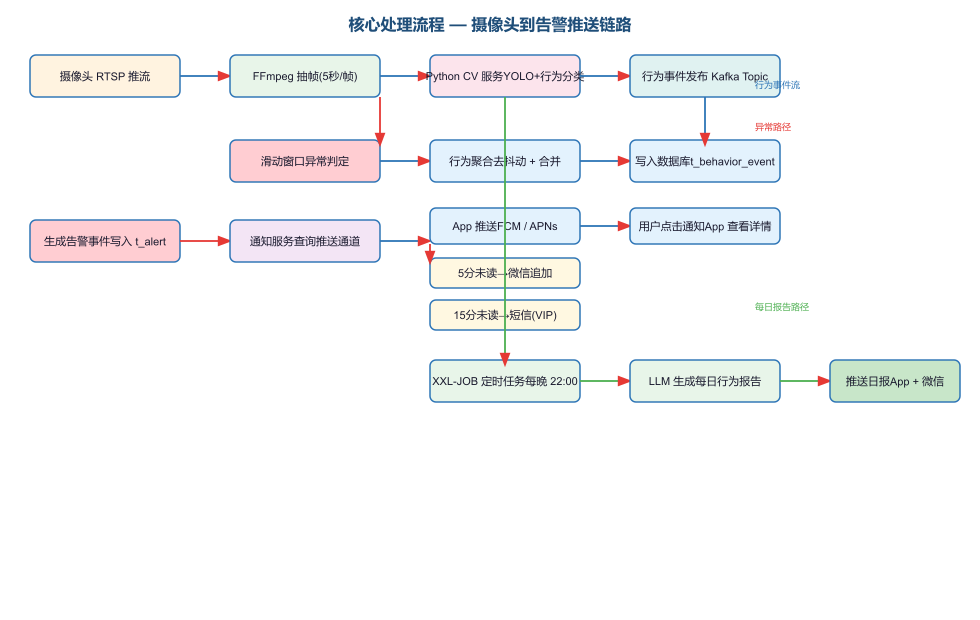 核心处理流程 — 摄像头到告警推送链路
摄像头 RTSP 推流
FFmpeg 抽帧(5秒/帧)
Python CV 服务YOLO+行为分类
行为事件发布 Kafka Topic
行为事件流
异常路径
滑动窗口异常判定
行为聚合去抖动 + 合并
写入数据库t_behavior_event
生成告警事件写入 t_alert
通知服务查询推送通道
App 推送FCM / APNs
用户点击通知App 查看详情
5分未读→微信追加
15分未读→短信(VIP)
每日报告路径
XXL-JOB 定时任务每晚 22:00
LLM 生成每日行为报告
推送日报App + 微信